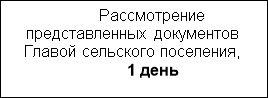 Рассмотрение
представленных документов
Главой сельского поселения,
1 день